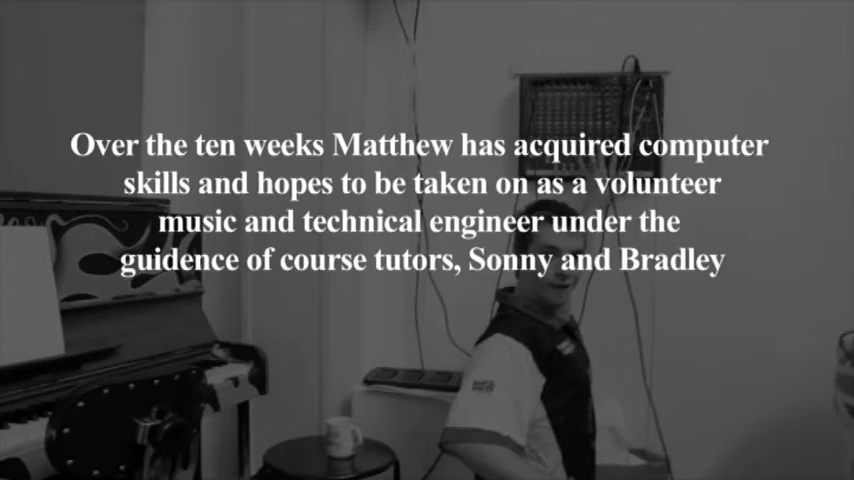 Over the ten weeks Matthew has acquired computer
skills and hopes to be taken on as a volunteer
music and technical engineer under the
guidence of course tutors, Sonny and Bradley